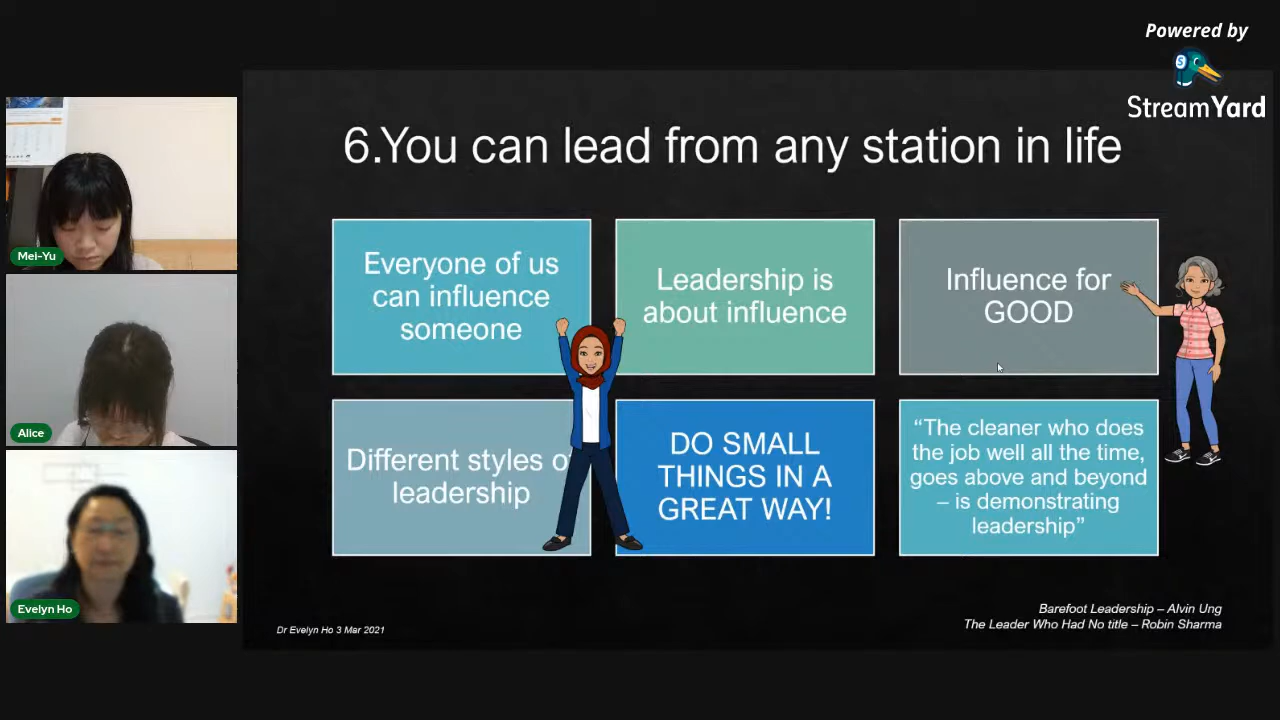 Powered by
StreamYard
6.You can lead from any station in life
Everyone of us
can influence
someone
Leadership is
about influence
Influence for
GOOD
Different styles of
leadership
DO SMALL
THINGS IN A
GREAT WAY!
“The cleaner who does
the job well all the time,
goes above and beyond
– is demonstrating
leadership”
Barefoot Leadership – Alvin Ung
The Leader Who Had No title – Robin Sharma
Dr Evelyn Ho 3 Mar 2021
Mei-Yu
Alice
Evelyn Ho